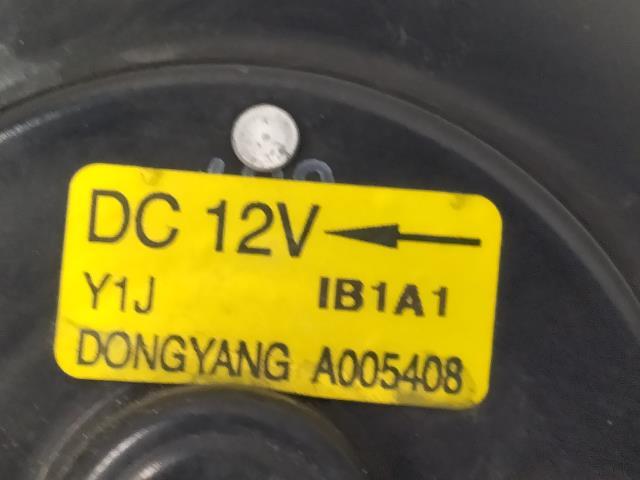 DC 12V
Y1J IB1A1
DONGYANG A005408